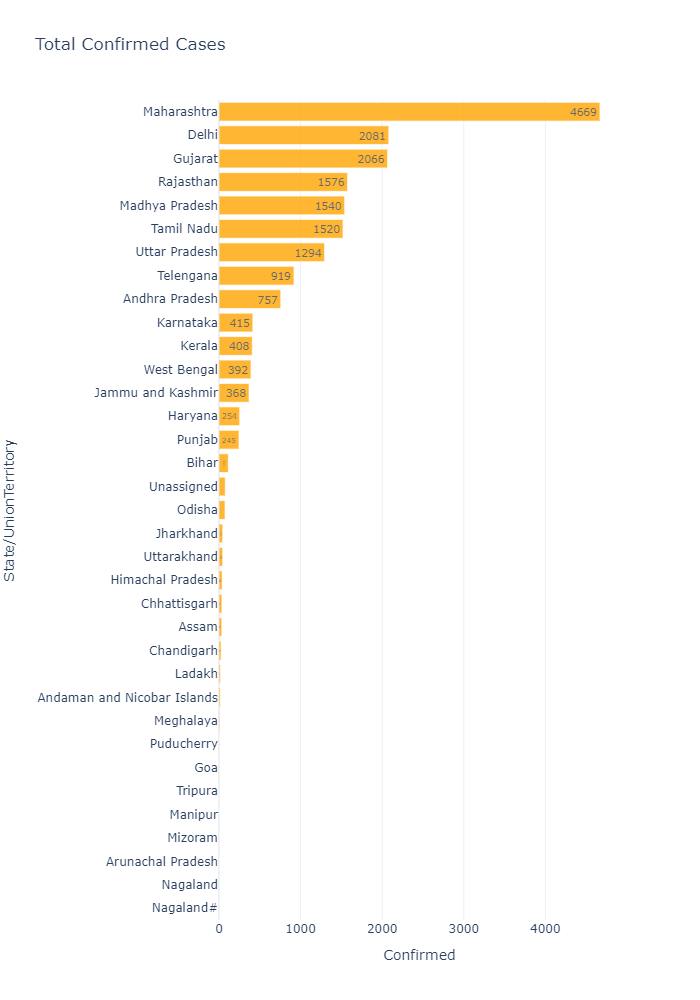 Total Confirmed Cases
State/UnionTerritory
Maharashtra 4669
Delhi 2081
Gujarat 2066
Rajasthan 1576
Madhya Pradesh 1540
Tamil Nadu 1520
Uttar Pradesh 1294
Telengana 919
Andhra Pradesh 757
Karnataka 415
Kerala 408
West Bengal 392
Jammu and Kashmir 368
Haryana 254
Punjab 245
Bihar
Unassigned
Odisha
Jharkhand
Uttarakhand
Himachal Pradesh
Chhattisgarh
Assam
Chandigarh
Ladakh
Andaman and Nicobar Islands
Meghalaya
Puducherry
Goa
Tripura
Manipur
Mizoram
Arunachal Pradesh
Nagaland
Nagaland#
0 1000 2000 3000 4000
Confirmed